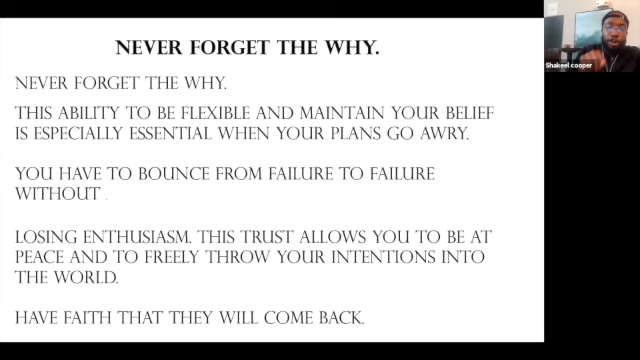 NEVER FORGET THE WHY.
NEVER FORGET THE WHY.
THIS ABILITY TO BE FLEXIBLE AND MAINTAIN YOUR BELIEF
IS ESPECIALLY ESSENTIAL WHEN YOUR PLANS GO AWRY.
YOU HAVE TO BOUNCE FROM FAILURE TO FAILURE
WITHOUT .
LOSING ENTHUSIASM. THIS TRUST ALLOWS YOU TO BE AT
PEACE AND TO FREELY THROW YOUR INTENTIONS INTO
THE WORLD.
HAVE FAITH THAT THEY WILL COME BACK.
Shakeel cooper